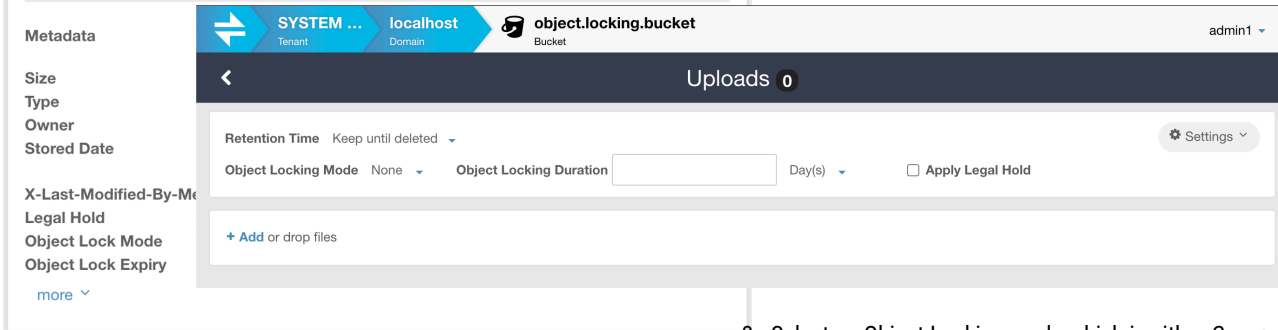 Metadata
Size
Type
Owner
Stored Date
X-Last-Modified-By-Me
Legal Hold
Object Lock Mode
Object Lock Expiry
more
SYSTEM ... localhost object.locking.bucket
Tenant Domain Bucket
admin1
Uploads 0
Retention Time Keep until deleted
Settings
Object Locking Mode None Object Locking Duration Day(s) Apply Legal Hold
+ Add or drop files